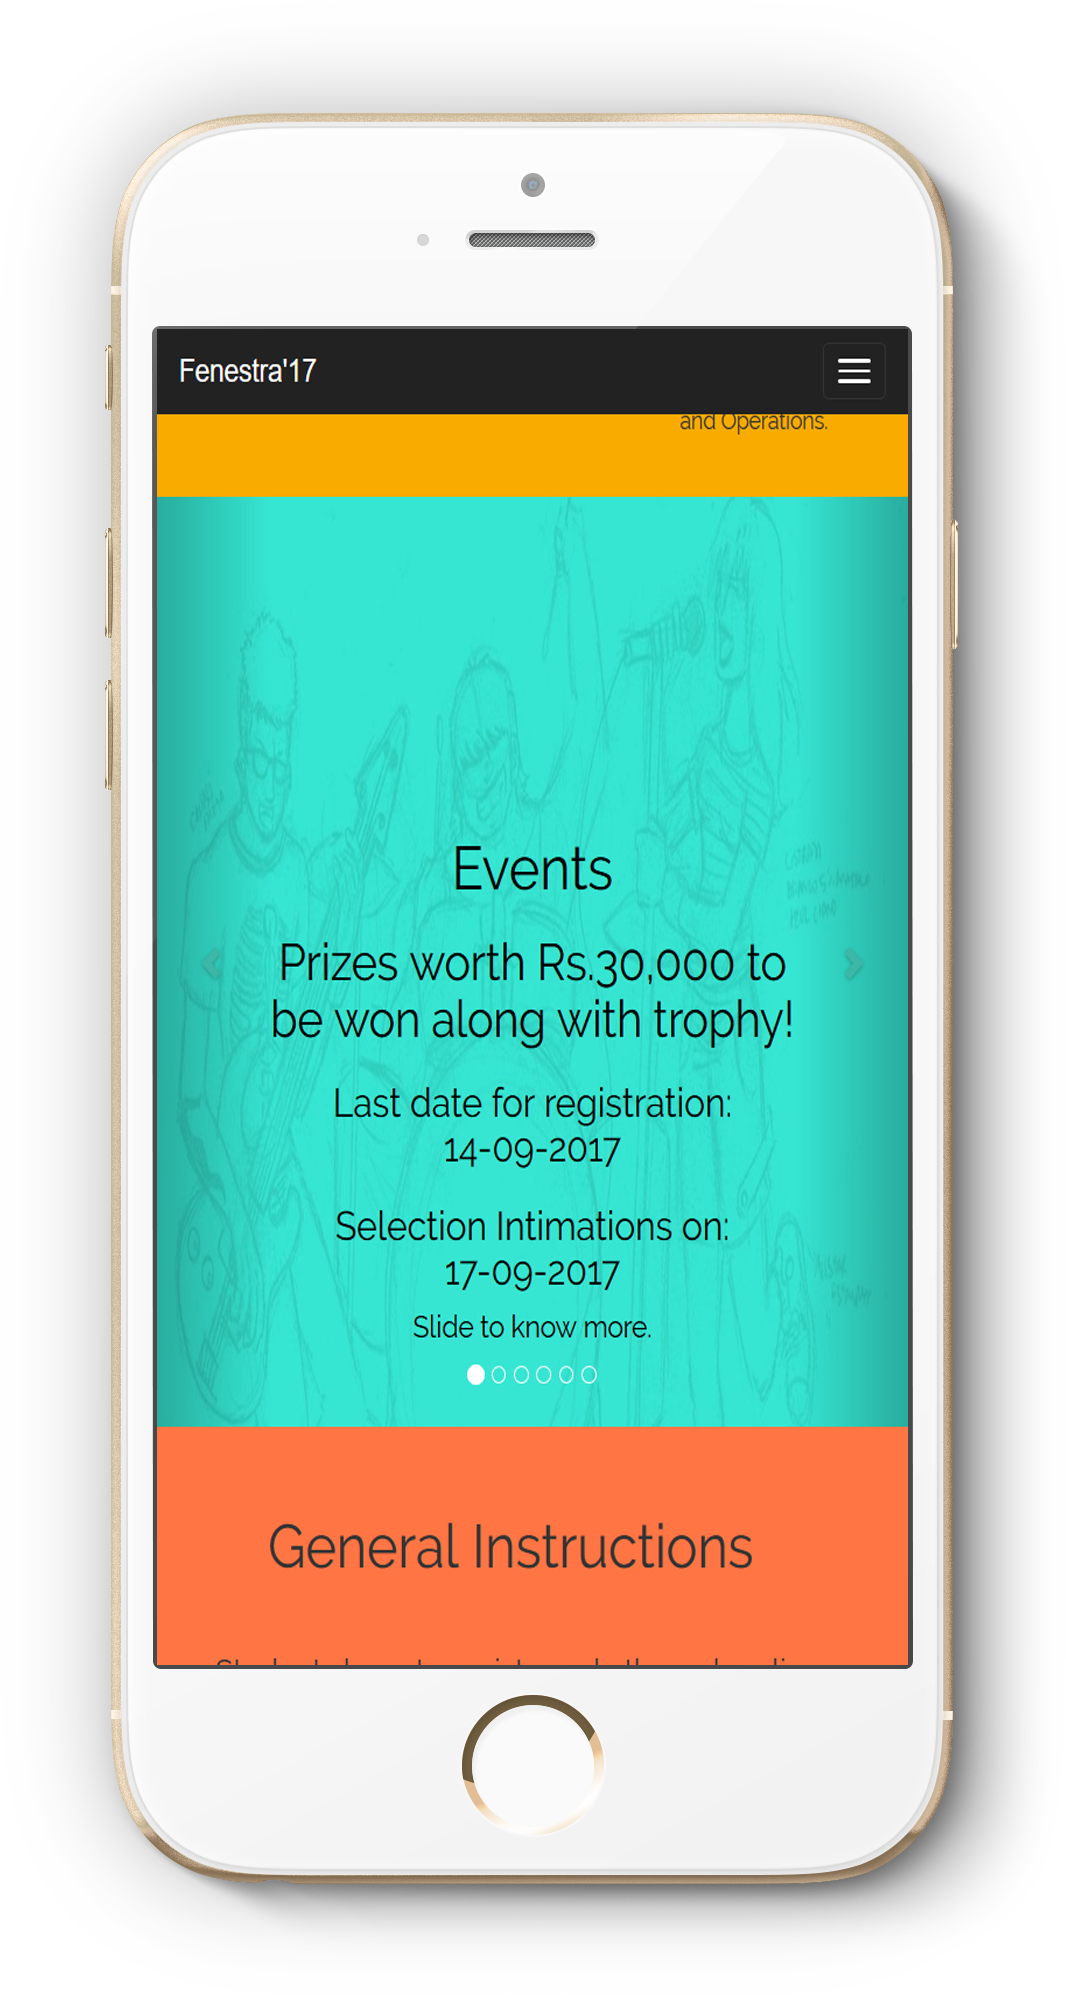 Fenestra'17
and Operations.
Events
Prizes worth Rs.30,000 to
be won along with trophy!
Last date for registration:
14-09-2017
Selection Intimations on:
17-09-2017
Slide to know more.
General Instructions